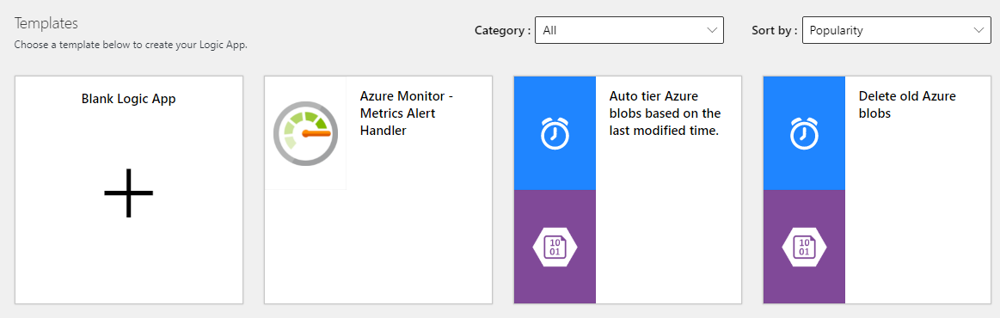 Templates
Choose a template below to create your Logic App.
Category : All
Sort by : Popularity
Blank Logic App
Azure Monitor -
Metrics Alert
Handler
Auto tier Azure
blobs based on the
last modified time.
Delete old Azure
blobs
10
01
10
01